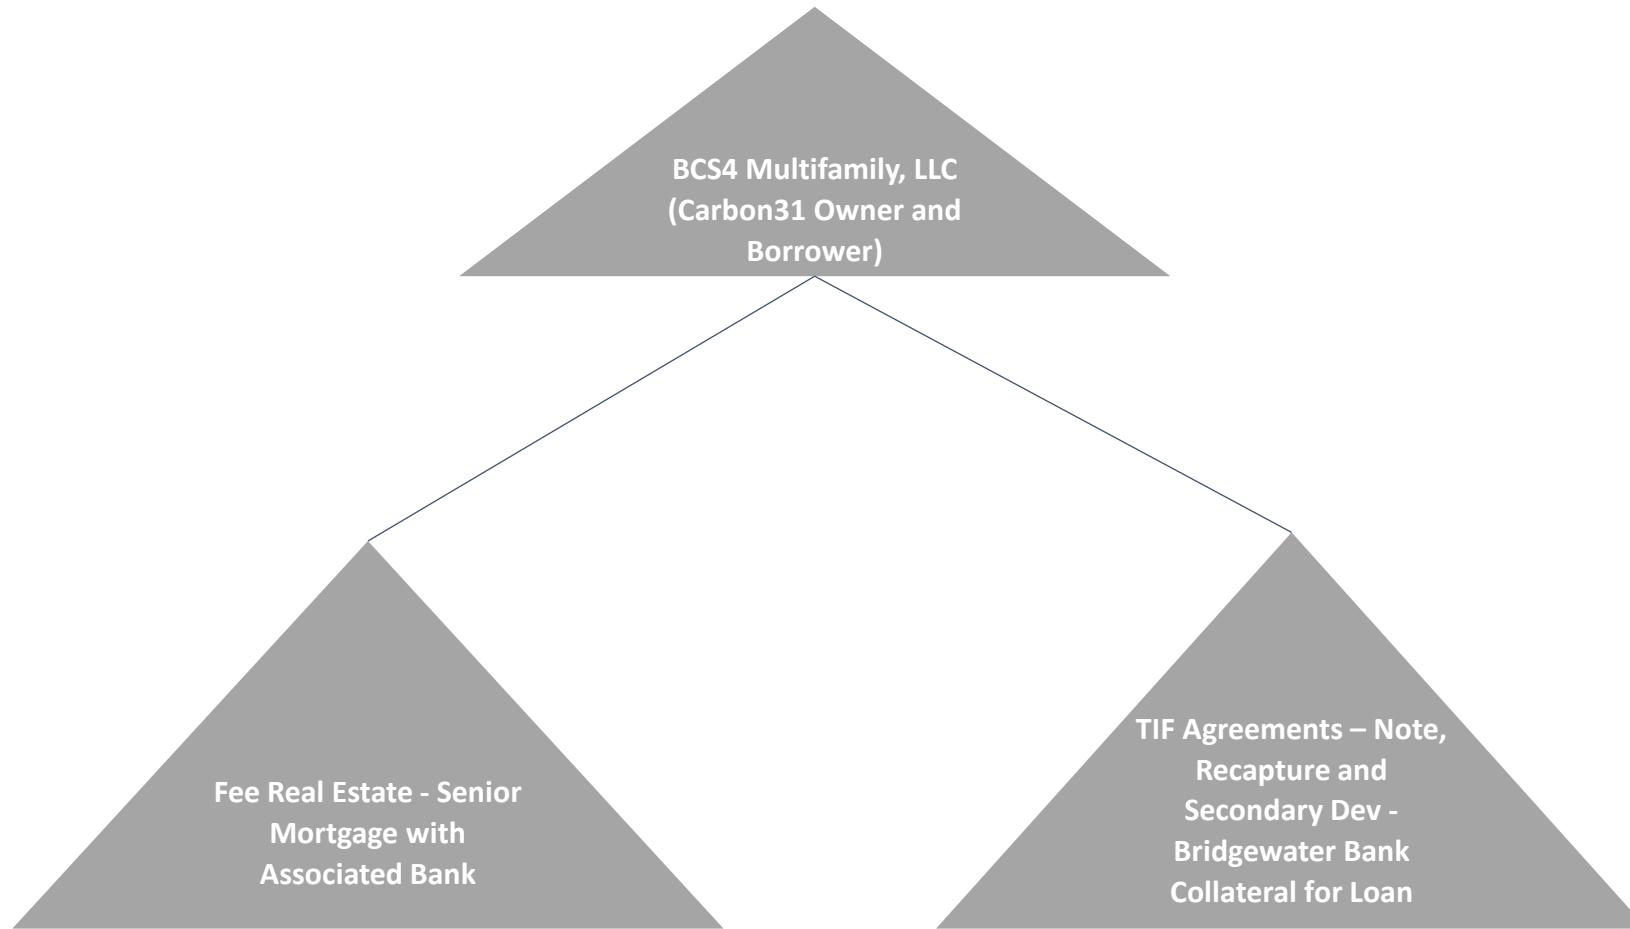 BCS4 Multifamily, LLC
(Carbon31 Owner and
Borrower)
Fee Real Estate - Senior
Mortgage with
Associated Bank
TIF Agreements – Note,
Recapture and
Secondary Dev -
Bridgewater Bank
Collateral for Loan